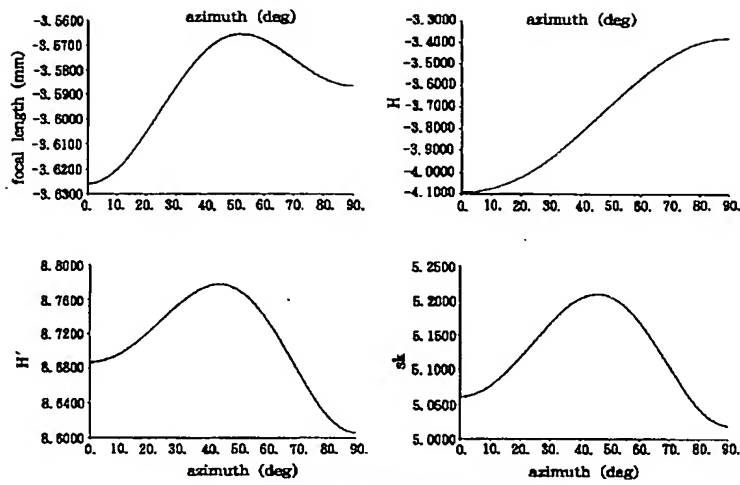 azimuth (deg)
focal length (mm)
-3.5600
-3.5700
-3.5800
-3.5900
-3.6000
-3.6100
-3.6200
-3.6300
0. 10. 20. 30. 40. 50. 60. 70. 80. 90.
azimuth (deg)
H
-3.3000
-3.4000
-3.5000
-3.6000
-3.7000
-3.8000
-3.9000
-4.0000
-4.1000
0. 10. 20. 30. 40. 50. 60. 70. 80. 90.
H'
8.8000
8.7600
8.7200
8.6800
8.6400
8.6000
0. 10. 20. 30. 40. 50. 60. 70. 80. 90.
azimuth (deg)
sk
5.2500
5.2000
5.1500
5.1000
5.0500
5.0000
0. 10. 20. 30. 40. 50. 60. 70. 80. 90.
azimuth (deg)